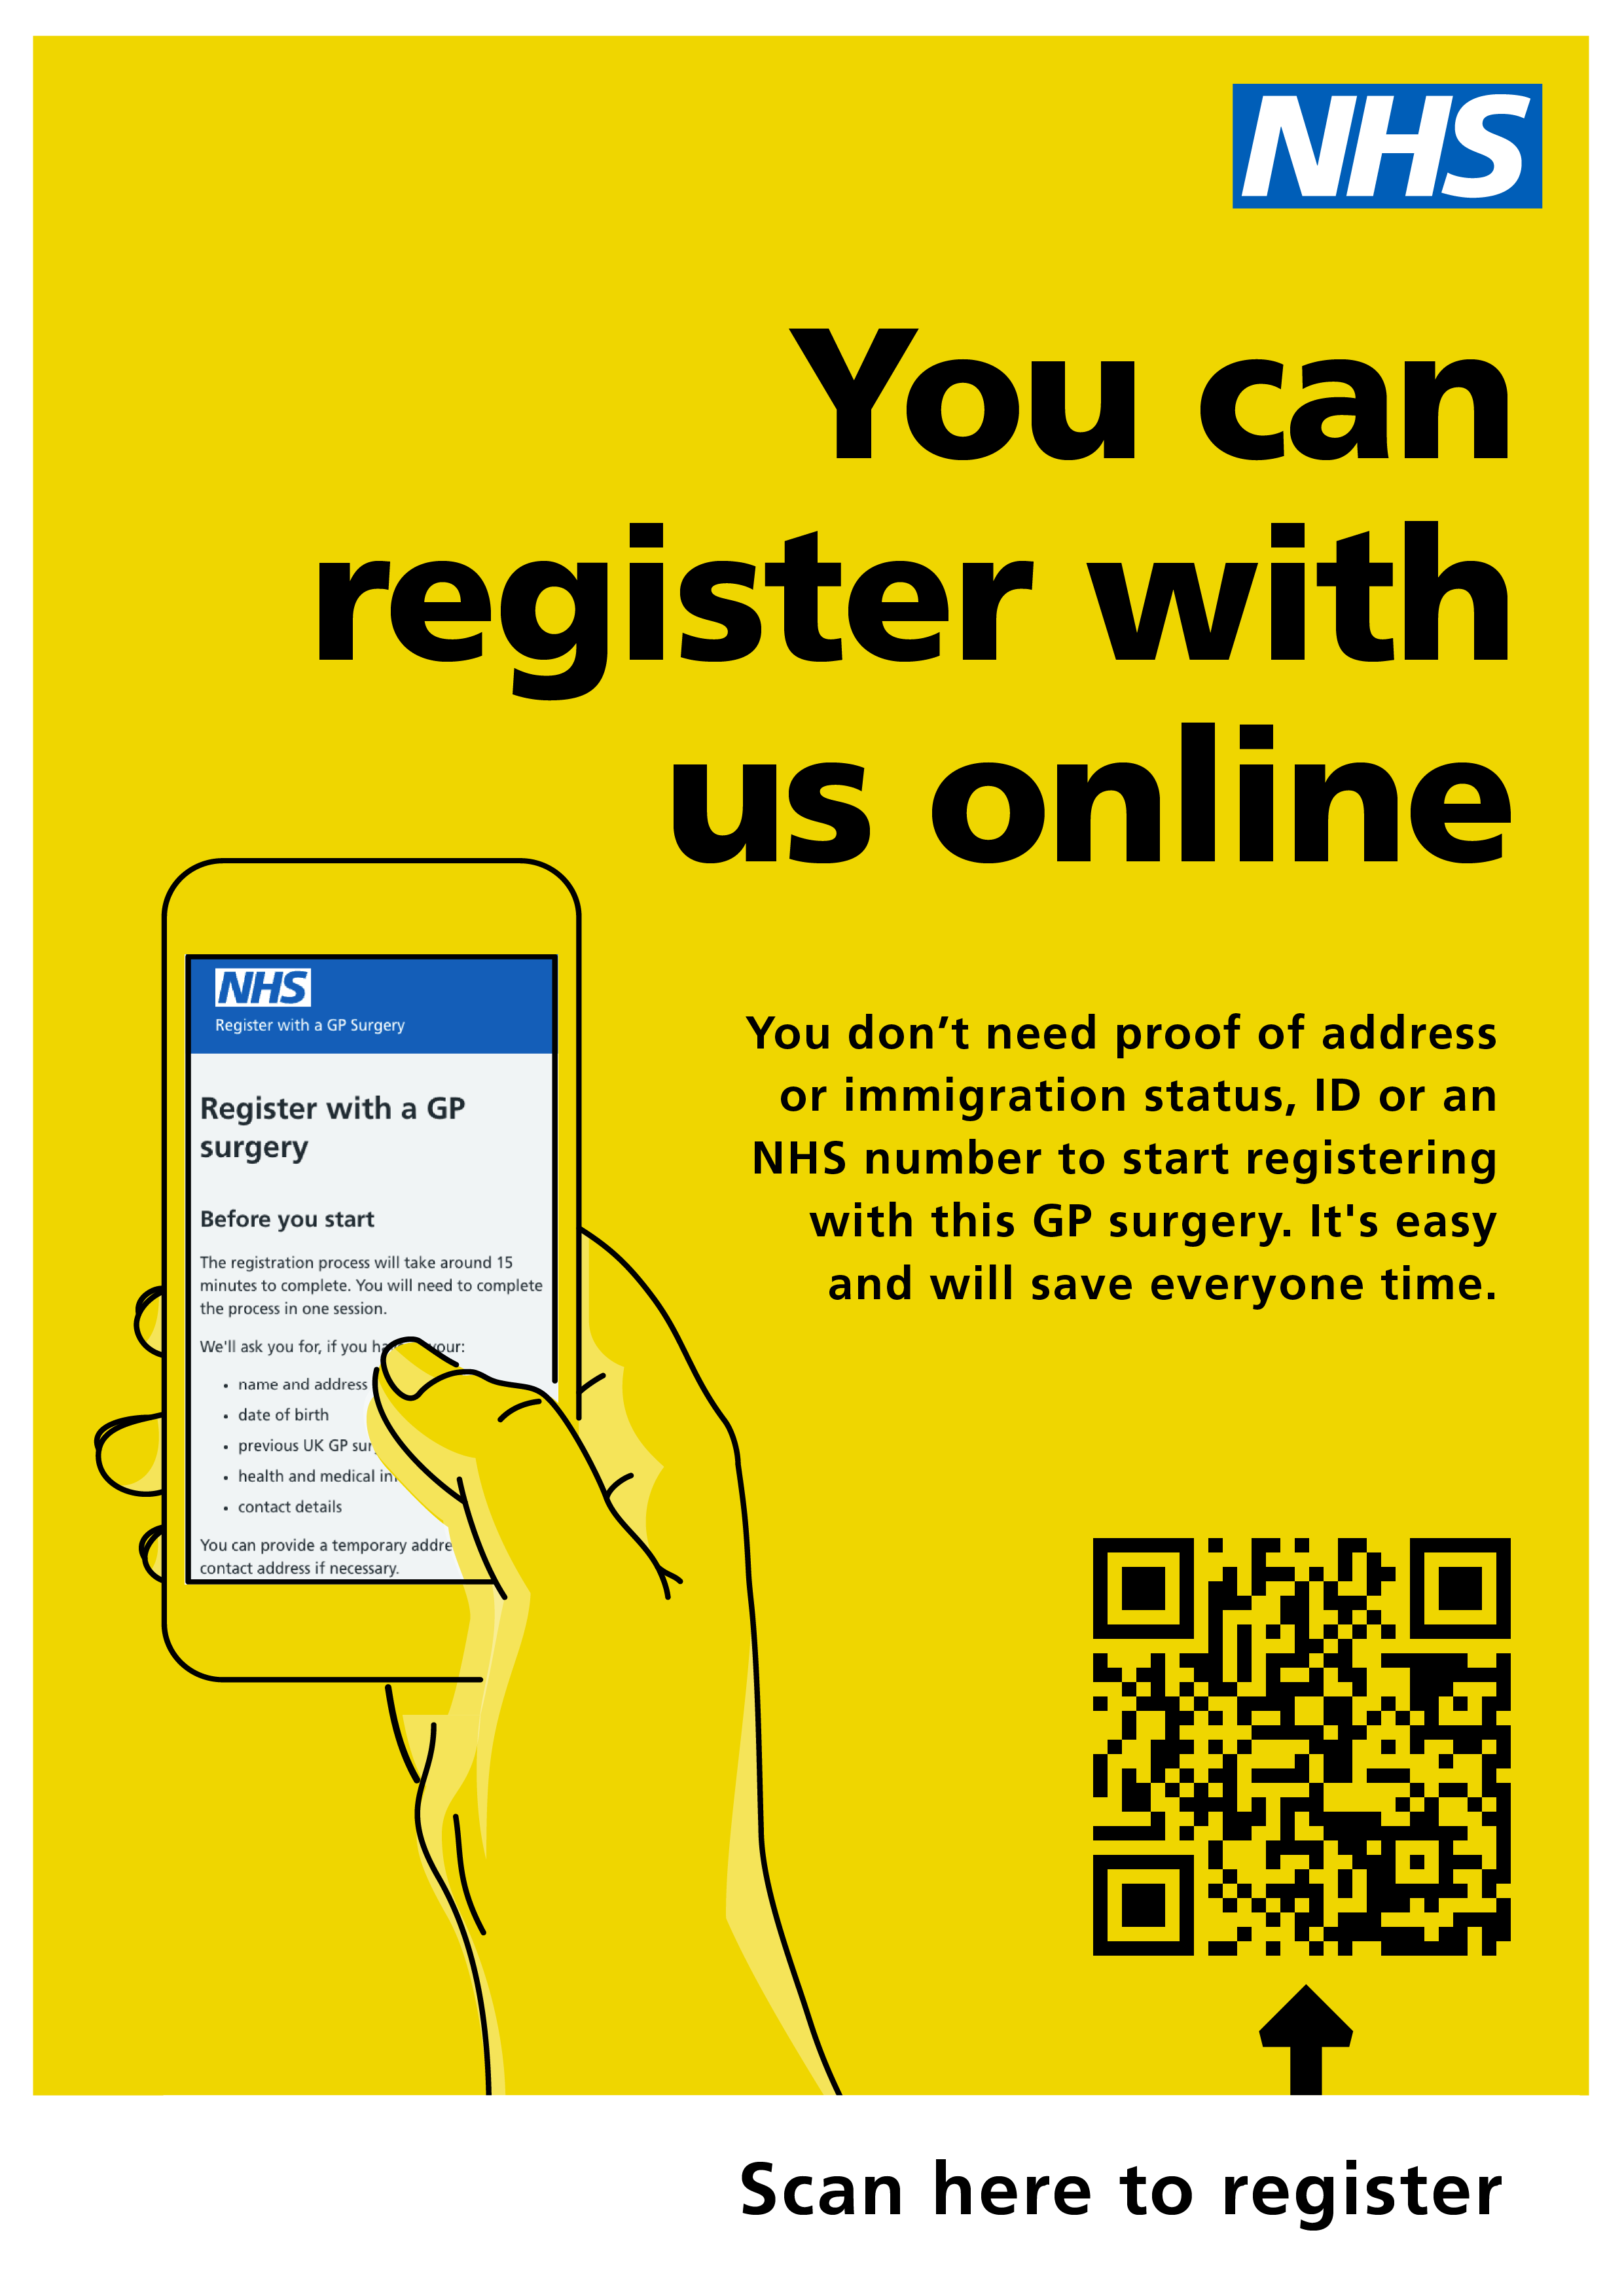 NHS
You can
register with
us online
NHS
Register with a GP Surgery
Register with a GP
surgery
Before you start
The registration process will take around 15
minutes to complete. You will need to complete
the process in one session.
We'll ask you for, if you your:
• name and address
• date of birth
• previous UK GP
• health and medical
• contact details
You can provide a temporary
contact address if necessary.
You don’t need proof of address
or immigration status, ID or an
NHS number to start registering
with this GP surgery. It's easy
and will save everyone time.
Scan here to register